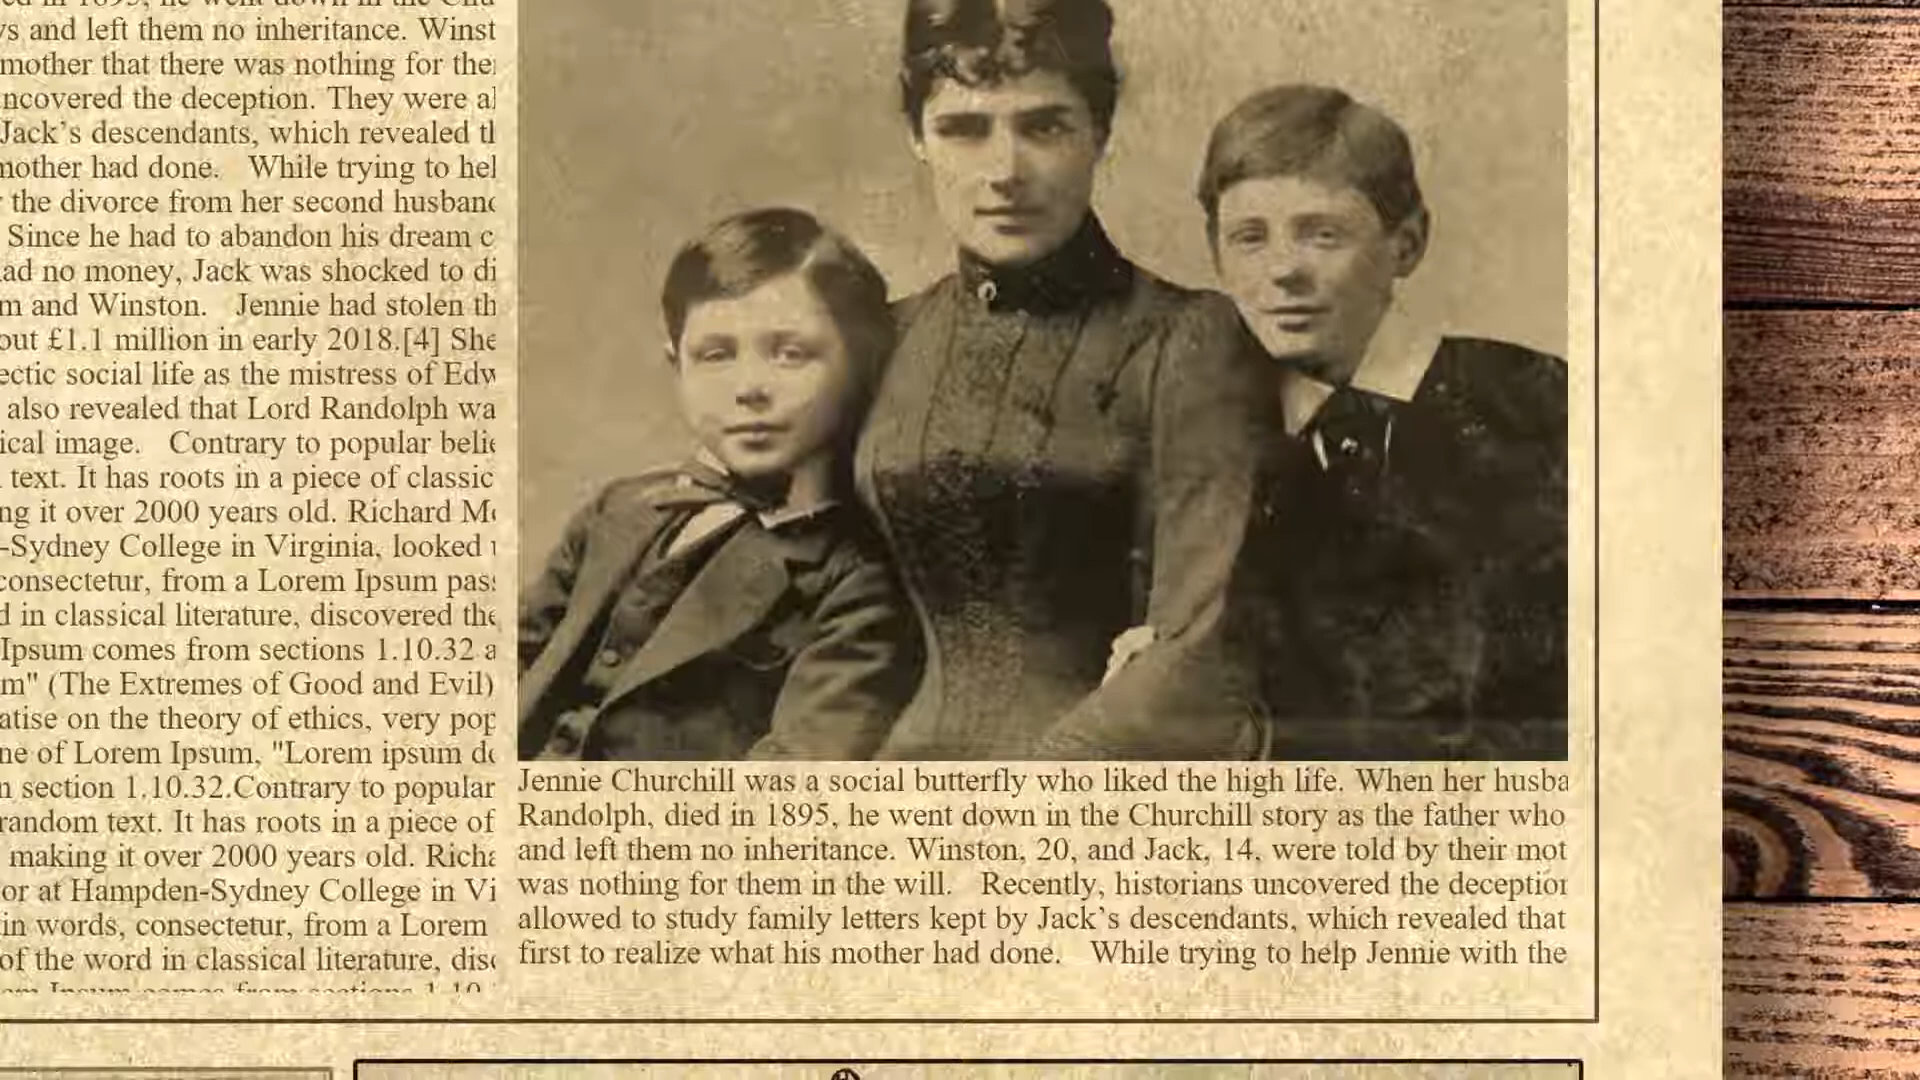 ys and left them no inheritance. Winst
mother that there was nothing for the
ncovered the deception. They were al
Jack's descendants, which revealed t
mother had done. While trying to hel
the divorce from her second husban
Since he had to abandon his dream c
ad no money, Jack was shocked to di
m and Winston. Jennie had stolen th
out £1.1 million in early 2018.[4] She
ectic social life as the mistress of Edw
also revealed that Lord Randolph wa
ical image. Contrary to popular belie
text. It has roots in a piece of classic
ng it over 2000 years old. Richard M
-Sydney College in Virginia, looked
consectetur, from a Lorem Ipsum pas
d in classical literature, discovered the
Ipsum comes from sections 1.10.32 a
m" (The Extremes of Good and Evil)
atise on the theory of ethics, very pop
ne of Lorem Ipsum, "Lorem ipsum d
n section 1.10.32.Contrary to popular
random text. It has roots in a piece of
making it over 2000 years old. Rich
or at Hampden-Sydney College in Vi
in words, consectetur, from a Lorem
of the word in classical literature, dis
Jennie Churchill was a social butterfly who liked the high life. When her husba
Randolph, died in 1895, he went down in the Churchill story as the father who
and left them no inheritance. Winston, 20, and Jack, 14, were told by their mot
was nothing for them in the will. Recently, historians uncovered the deception
allowed to study family letters kept by Jack's descendants, which revealed that
first to realize what his mother had done. While trying to help Jennie with the